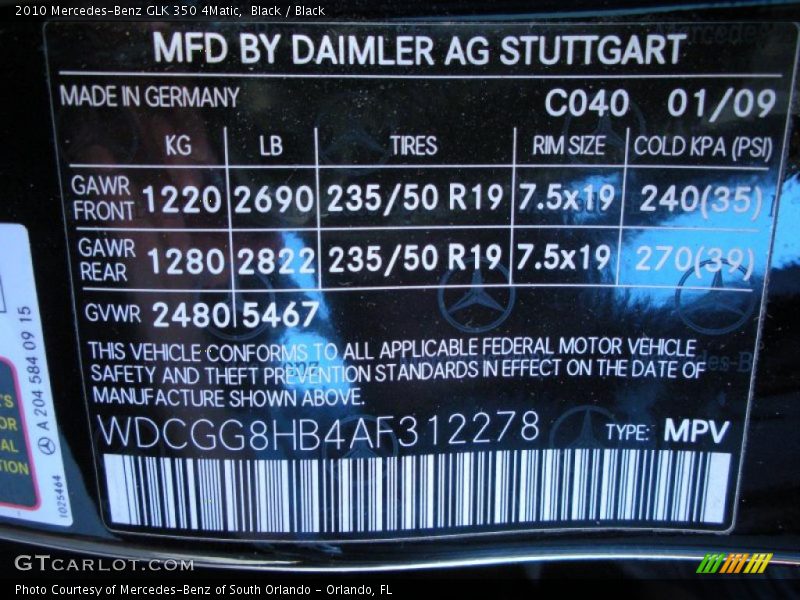 2010 Mercedes-Benz GLK 350 4Matic, Black / Black
MFD BY DAIMLER AG STUTTGART
MADE IN GERMANY C040 01/09
KG LB TIRES RIM SIZE COLD KPA (PSI)
GAWR FRONT 1220 2690 235/50 R19 7.5x19 240(35)
GAWR REAR 1280 2822 235/50 R19 7.5x19 270(39)
GVWR 2480 5467
THIS VEHICLE CONFORMS TO ALL APPLICABLE FEDERAL MOTOR VEHICLE
SAFETY AND THEFT PREVENTION STANDARDS IN EFFECT ON THE DATE OF
MANUFACTURE SHOWN ABOVE.
WDCGG8HB4AF312278 TYPE: MPV
A 204 584 09 15
1025464
GTCARLOT.COM
Photo Courtesy of Mercedes-Benz of South Orlando - Orlando, FL